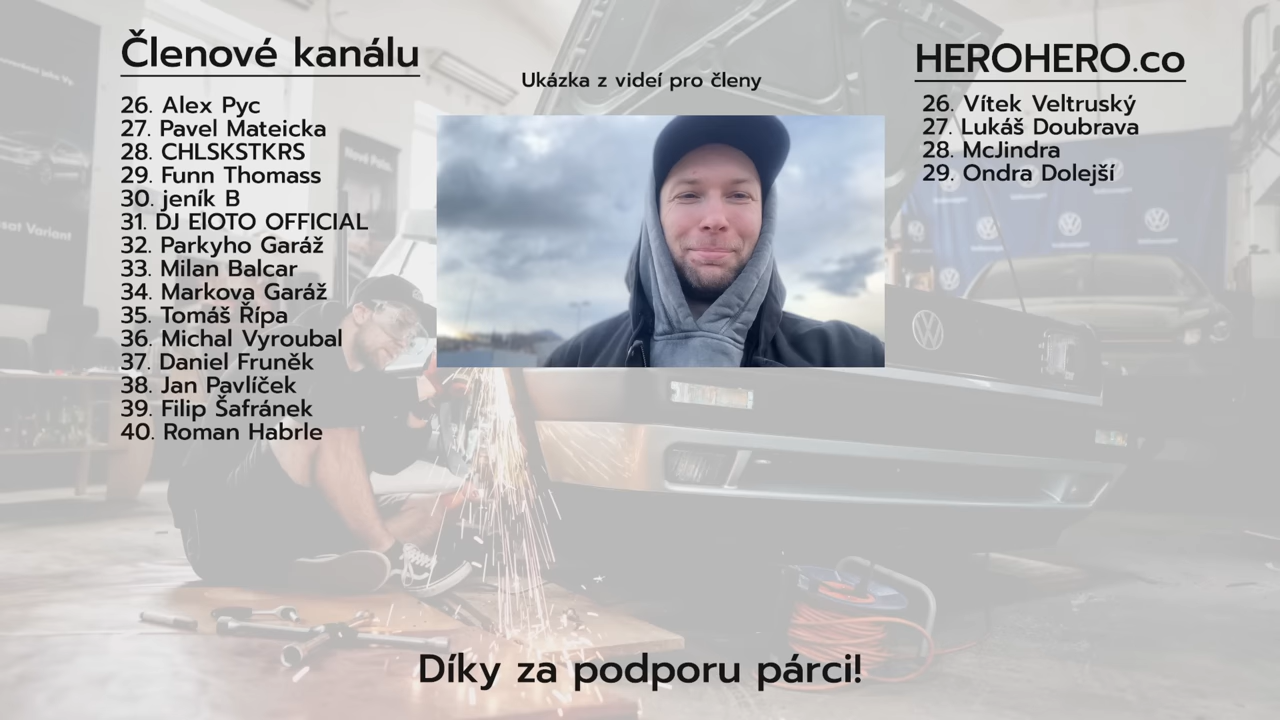 Členové kanálu
26. Alex Pyc
27. Pavel Mateicka
28. CHLSKSTKRS
29. Funn Thomass
30. jeník B
31. DJ ElOTO OFFICIAL
32. Parkyho Garáž
33. Milan Balcar
34. Markova Garáž
35. Tomáš Řípa
36. Michal Vyroubal
37. Daniel Fruněk
38. Jan Pavlíček
39. Filip Šafránek
40. Roman Habrle
Ukázka z videí pro členy
HEROHERO.co
26. Vítek Veltruský
27. Lukáš Doubrava
28. McJindra
29. Ondra Dolejší
Díky za podporu párci!